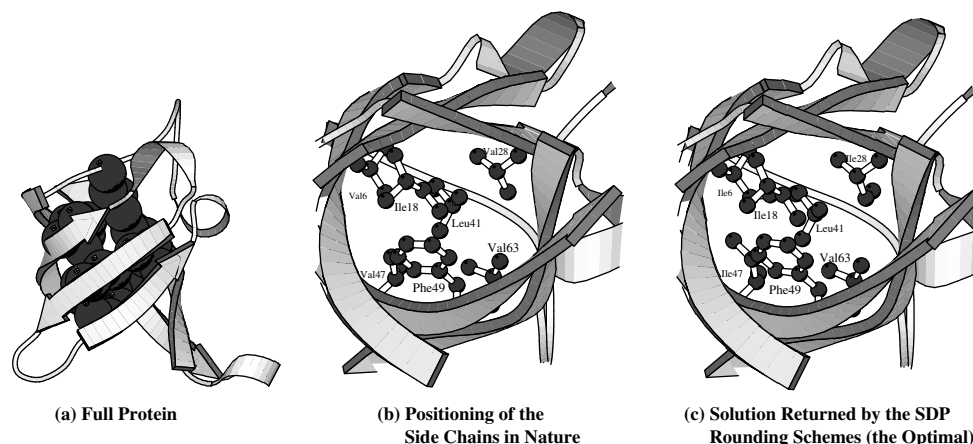 Val28
Val6
Ile18
Leu41
Val63
Val47
Phe49
Ile28
Ile6
Ile18
Leu41
Val63
Ile47
Phe49
(a) Full Protein
(b) Positioning of the
Side Chains in Nature
(c) Solution Returned by the SDP
Rounding Schemes (the Optimal)